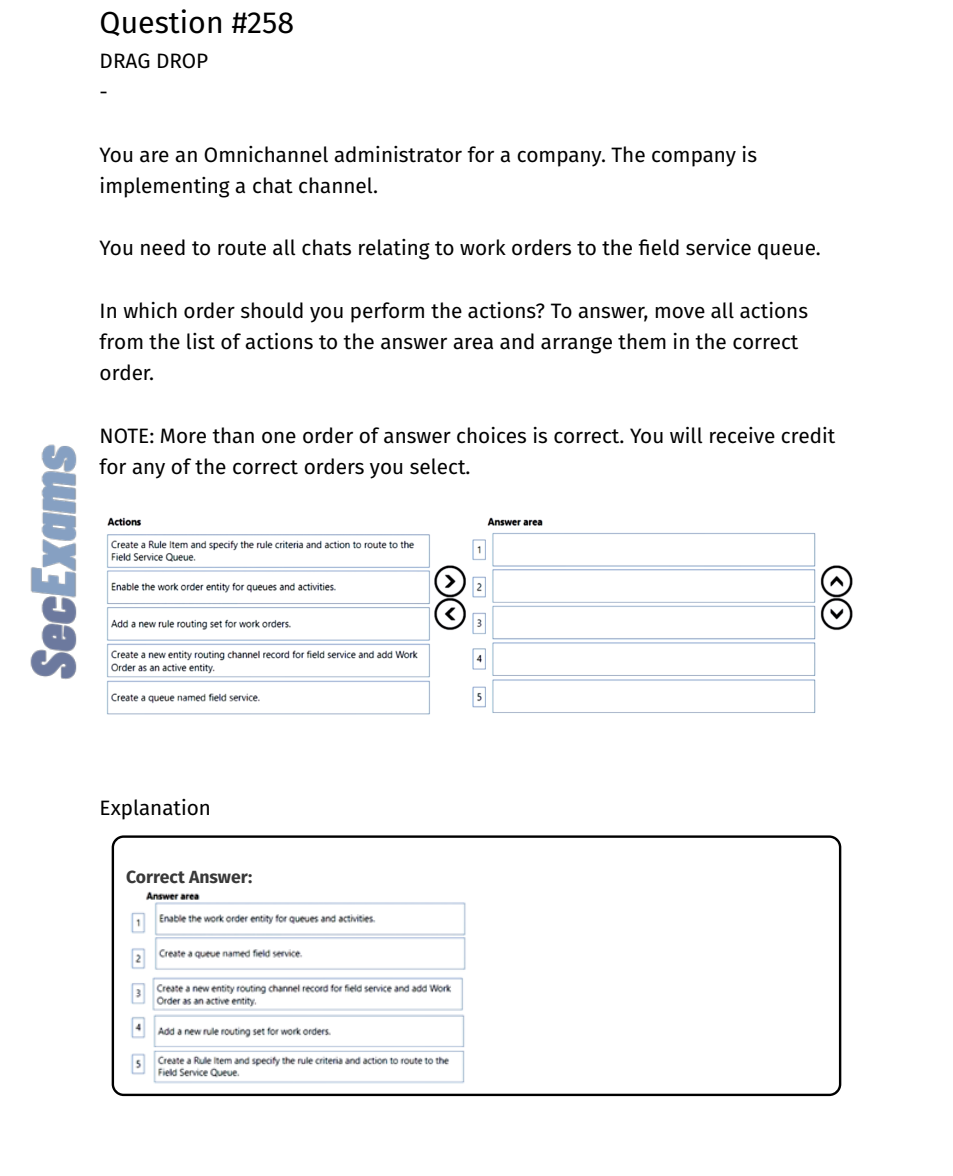 Question #258
DRAG DROP
-
You are an Omnichannel administrator for a company. The company is
implementing a chat channel.
You need to route all chats relating to work orders to the field service queue.
In which order should you perform the actions? To answer, move all actions
from the list of actions to the answer area and arrange them in the correct
order.
NOTE: More than one order of answer choices is correct. You will receive credit
for any of the correct orders you select.
SecExams
Actions
Create a Rule Item and specify the rule criteria and action to route to the
Field Service Queue.
Enable the work order entity for queues and activities.
Add a new rule routing set for work orders.
Create a new entity routing channel record for field service and add Work
Order as an active entity.
Create a queue named field service.
Answer area
1
2
3
4
5
Explanation
Correct Answer:
Answer area
1 Enable the work order entity for queues and activities.
2 Create a queue named field service.
3 Create a new entity routing channel record for field service and add Work
Order as an active entity.
4 Add a new rule routing set for work orders.
5 Create a Rule Item and specify the rule criteria and action to route to the
Field Service Queue.